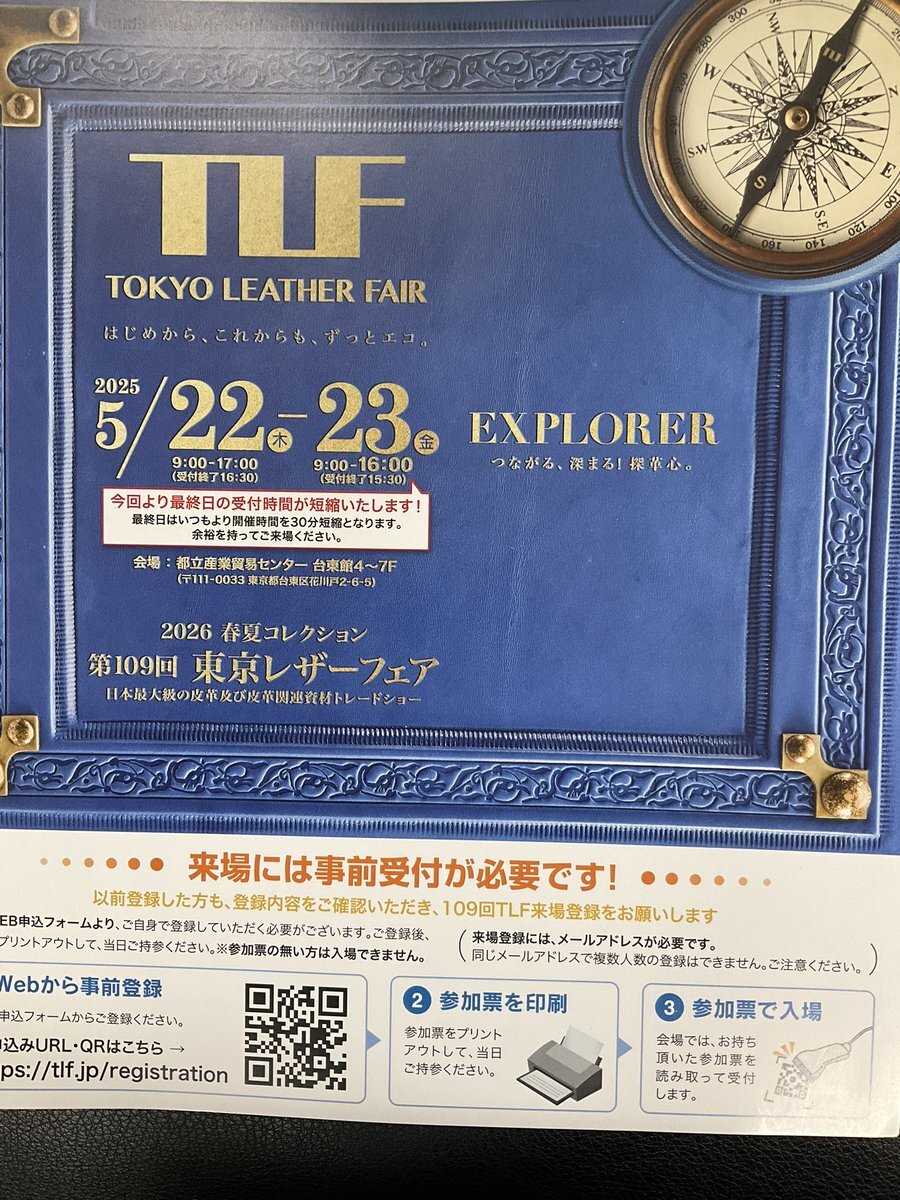 TLF
TOKYO LEATHER FAIR
はじめから、これからも、ずっとエコ。
2025
5/22木-23金
9:00-17:00
(受付終了16:30)
9:00-16:00
(受付終了15:30)
今回より最終日の受付時間が短縮いたします!
最終日はいつもより開催時間を30分短縮となります。
余裕を持ってご来場ください。
会場:都立産業貿易センター 台東館4〜7F
(〒111-0033 東京都台東区花川戸2-6-5)
2026 春夏コレクション
第109回 東京レザーフェア
日本最大級の皮革及び皮革関連資材トレードショー
EXPLORER
つながる、深まる!探革心。
N-W
W
S-W
S
S-E
E
N
280
300
100
120
140
160
来場には事前受付が必要です!
以前登録した方も、登録内容をご確認いただき、109回TLF来場登録をお願いします
EB申込フォームより、ご自身で登録していただく必要がございます。ご登録後、
プリントアウトして、当日ご持参ください。※参加票の無い方は入場できません。
(来場登録には、メールアドレスが必要です。
同じメールアドレスで複数人数の登録はできません。ご注意ください。)
Webから事前登録
申込フォームからご登録ください。
込みURL・QRはこちら →
ps://tlf.jp/registration
2 参加票を印刷
参加票をプリント
アウトして、当日
ご持参ください。
3 参加票で入場
会場では、お持ち
頂いた参加票を
読み取って受付
します。